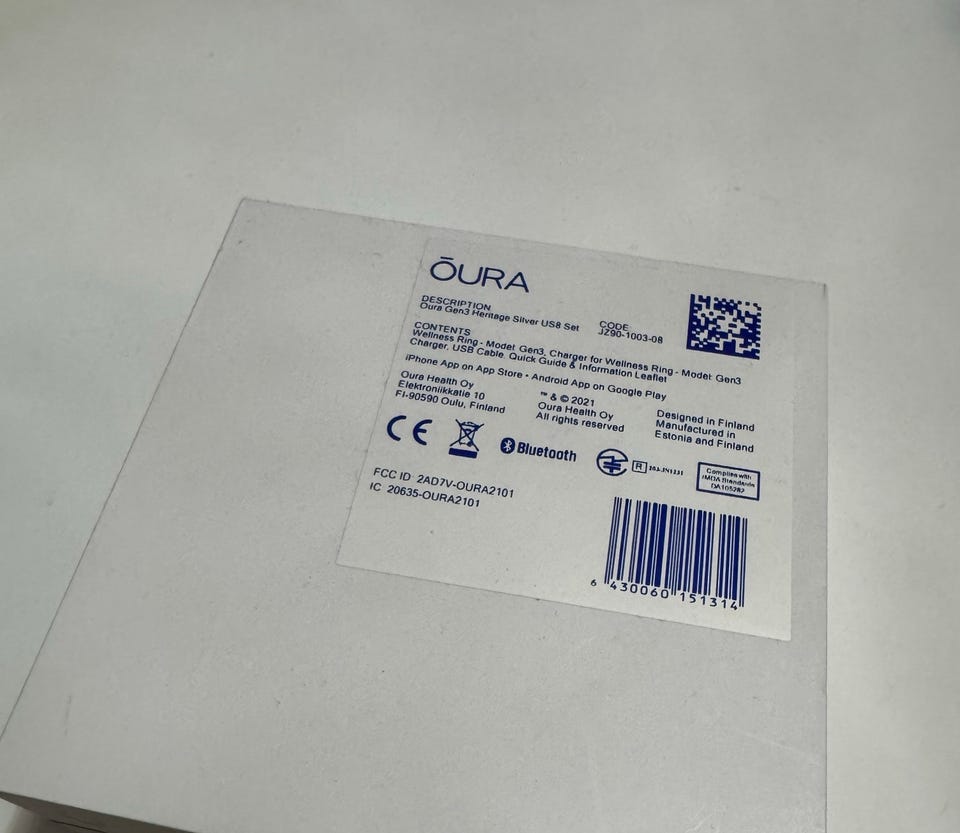 ŌURA
DESCRIPTION
Oura Gen3 Heritage Silver US8 Set
CODE
JZ90-1003-08
CONTENTS
Wellness Ring - Model: Gen3, Charger for Wellness Ring - Model: Gen3
Charger, USB Cable, Quick Guide & Information Leaflet
iPhone App on App Store • Android App on Google Play
Oura Health Oy
Elektroniikkatie 10
FI-90590 Oulu, Finland
™ & © 2021
Oura Health Oy
All rights reserved
Designed in Finland
Manufactured in
Estonia and Finland
CE
Bluetooth
R
Complies with
IMDA Standards
DA105282
FCC ID 2AD7V-OURA2101
IC 20635-OURA2101
6 430060 151314